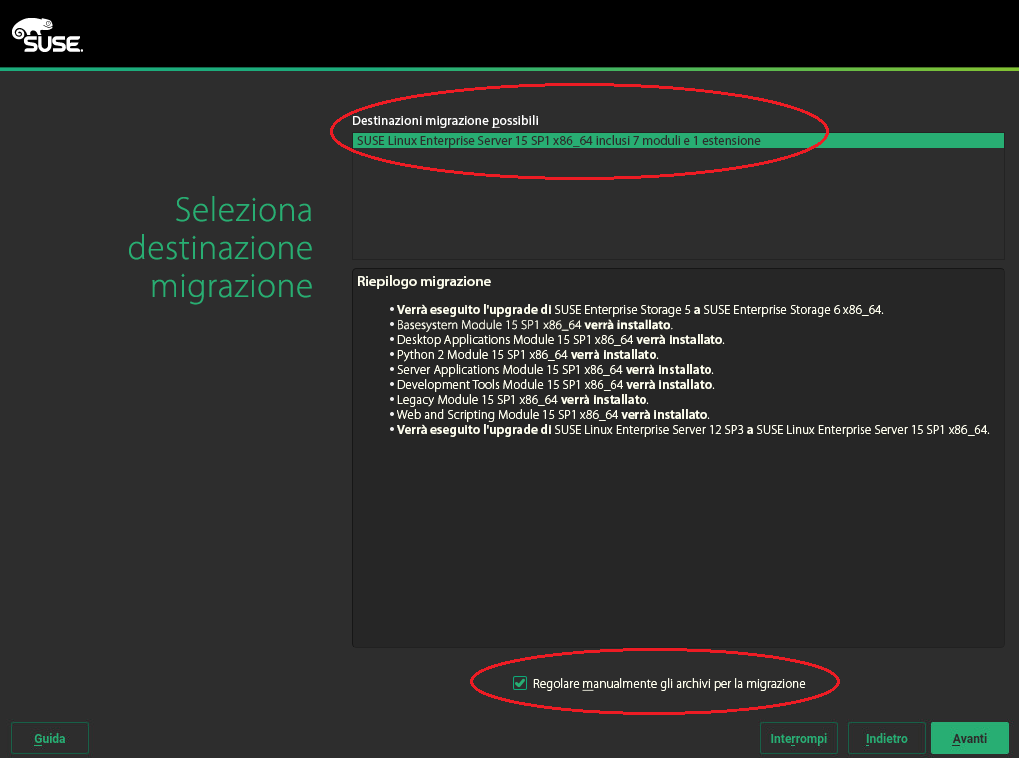 SUSE.
Destinazioni migrazione possibili
SUSE Linux Enterprise Server 15 SP1 x86_64 inclusi 7 moduli e 1 estensione
Seleziona
destinazione
migrazione
Riepilogo migrazione
• Verrà eseguito l'upgrade di SUSE Enterprise Storage 5 a SUSE Enterprise Storage 6 x86_64.
• Basesystem Module 15 SP1 x86_64 verrà installato.
• Desktop Applications Module 15 SP1 x86_64 verrà installato.
• Python 2 Module 15 SP1 x86_64 verrà installato.
• Server Applications Module 15 SP1 x86_64 verrà installato.
• Development Tools Module 15 SP1 x86_64 verrà installato.
• Legacy Module 15 SP1 x86_64 verrà installato.
• Web and Scripting Module 15 SP1 x86_64 verrà installato.
• Verrà eseguito l'upgrade di SUSE Linux Enterprise Server 12 SP3 a SUSE Linux Enterprise Server 15 SP1 x86_64.
Regolare manualmente gli archivi per la migrazione
Guida
Interrompi
Indietro
Avanti